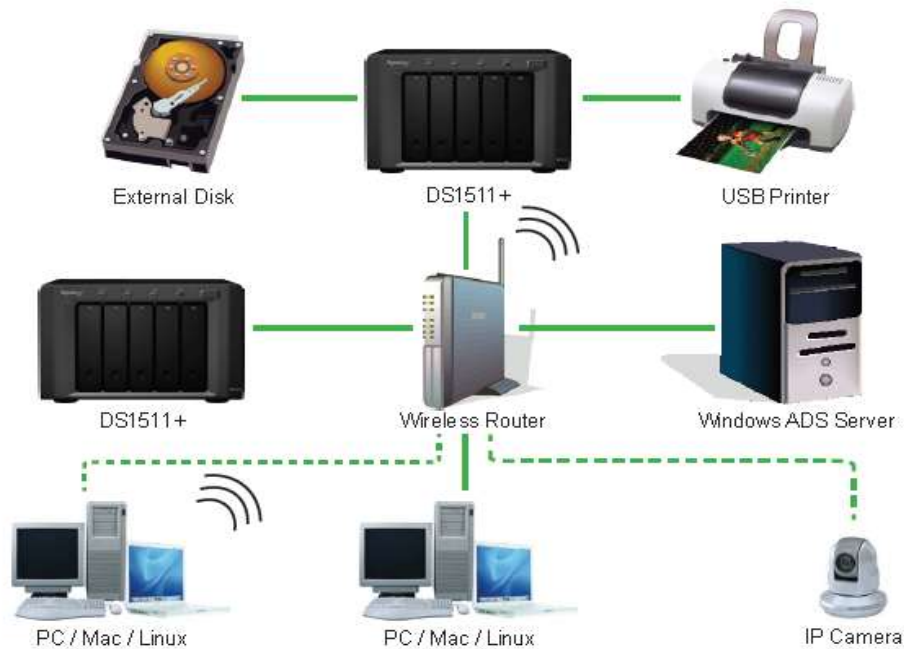 External Disk
DS1511+
USB Printer
DS1511+
Wireless Router
Windows ADS Server
PC / Mac / Linux
PC / Mac / Linux
IP Camera